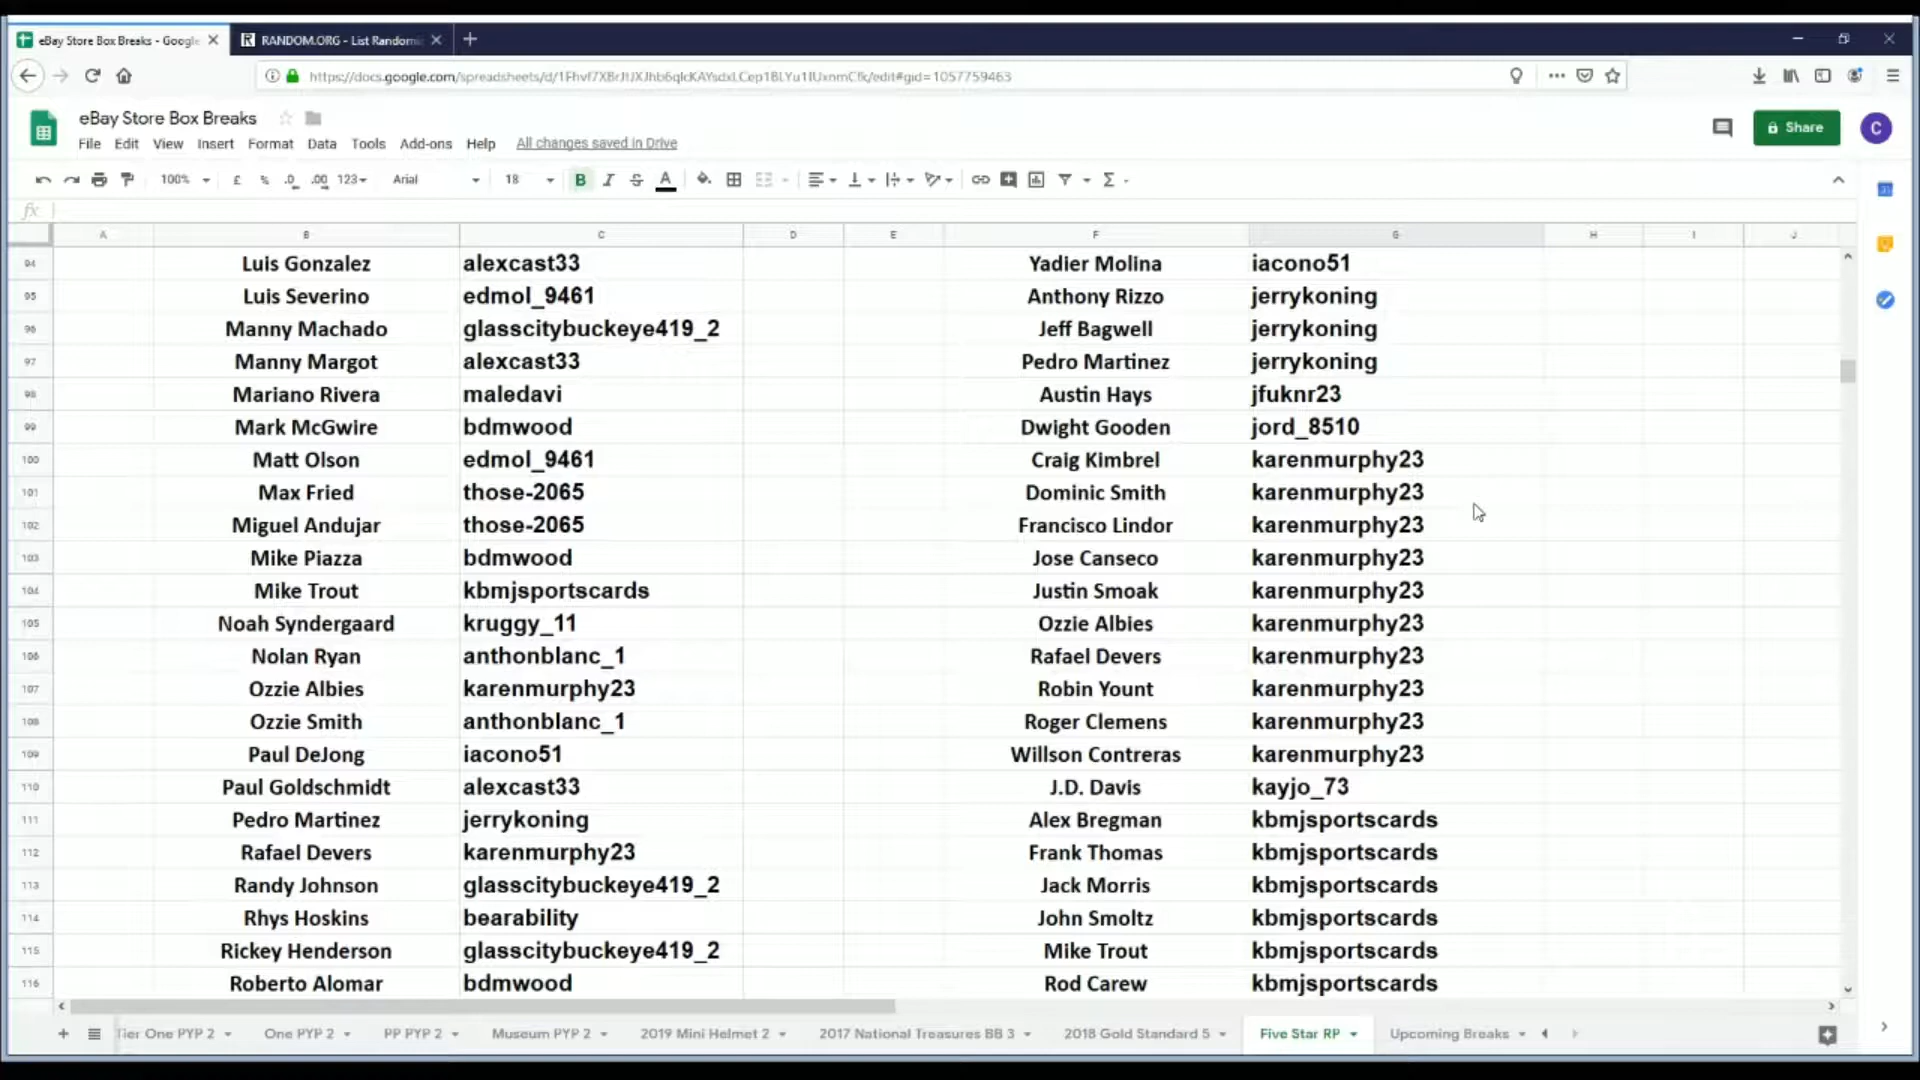 eBay Store Box Breaks - Google
RANDOM.ORG - List Randomi
docs.google.com/spreadsheets/d/
eBay Store Box Breaks
File Edit View Insert Format Data Tools Add-ons Help All changes saved in Drive
Share
C
100% £ % .0 .00 123 Arial 18 B I S A Σ
fx
A B C D E F G H I J
94 Luis Gonzalez alexcast33 Yadier Molina iacono51
95 Luis Severino edmol_9461 Anthony Rizzo jerrykoning
96 Manny Machado glasscitybuckeye419_2 Jeff Bagwell jerrykoning
97 Manny Margot alexcast33 Pedro Martinez jerrykoning
98 Mariano Rivera maledavi Austin Hays jfuknr23
99 Mark McGwire bdmwood Dwight Gooden jord_8510
100 Matt Olson edmol_9461 Craig Kimbrel karenmurphy23
101 Max Fried those-2065 Dominic Smith karenmurphy23
102 Miguel Andujar those-2065 Francisco Lindor karenmurphy23
103 Mike Piazza bdmwood Jose Canseco karenmurphy23
104 Mike Trout kbmjsportscards Justin Smoak karenmurphy23
105 Noah Syndergaard kruggy_11 Ozzie Albies karenmurphy23
106 Nolan Ryan anthonblanc_1 Rafael Devers karenmurphy23
107 Ozzie Albies karenmurphy23 Robin Yount karenmurphy23
108 Ozzie Smith anthonblanc_1 Roger Clemens karenmurphy23
109 Paul DeJong iacono51 Willson Contreras karenmurphy23
110 Paul Goldschmidt alexcast33 J.D. Davis kayjo_73
111 Pedro Martinez jerrykoning Alex Bregman kbmjsportscards
112 Rafael Devers karenmurphy23 Frank Thomas kbmjsportscards
113 Randy Johnson glasscitybuckeye419_2 Jack Morris kbmjsportscards
114 Rhys Hoskins bearability John Smoltz kbmjsportscards
115 Rickey Henderson glasscitybuckeye419_2 Mike Trout kbmjsportscards
116 Roberto Alomar bdmwood Rod Carew kbmjsportscards
Tier One PYP 2 One PYP 2 PP PYP 2 Museum PYP 2 2019 Mini Helmet 2 2017 National Treasures BB 3 2018 Gold Standard 5 Five Star RP Upcoming Breaks